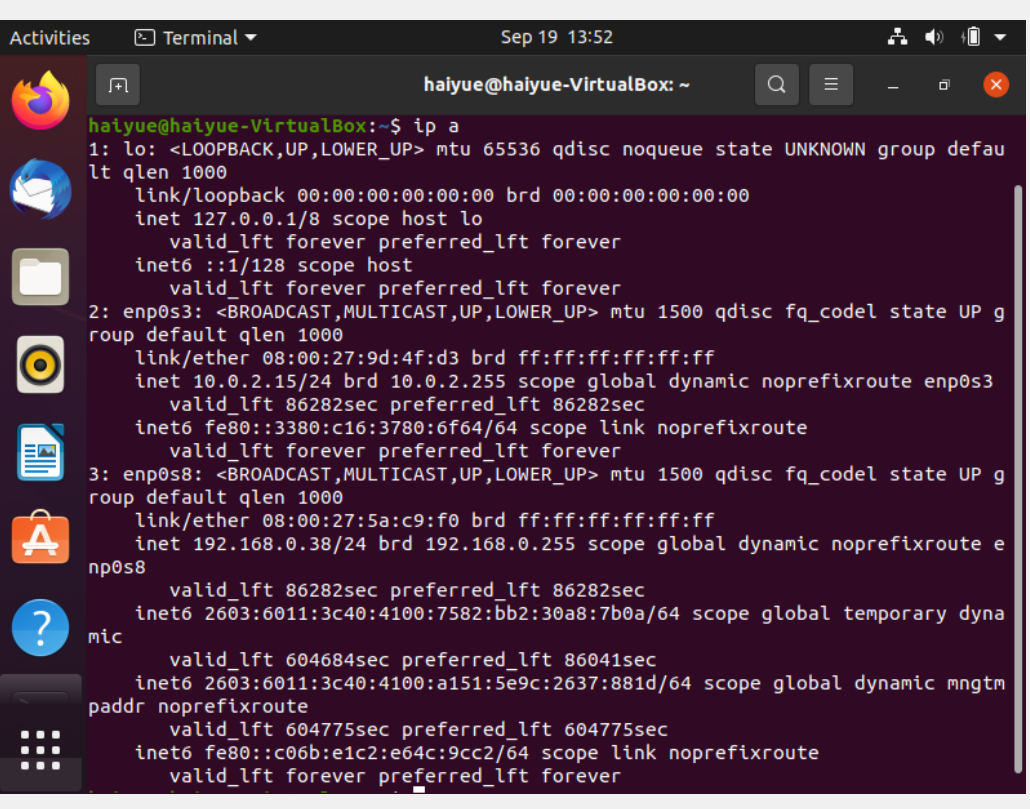 Activities Terminal Sep 19 13:52
haiyue@haiyue-VirtualBox: ~
haiyue@haiyue-VirtualBox:~$ ip a
1: lo: <LOOPBACK,UP,LOWER_UP> mtu 65536 qdisc noqueue state UNKNOWN group defau
lt qlen 1000
    link/loopback 00:00:00:00:00:00 brd 00:00:00:00:00:00
    inet 127.0.0.1/8 scope host lo
       valid_lft forever preferred_lft forever
    inet6 ::1/128 scope host
       valid_lft forever preferred_lft forever
2: enp0s3: <BROADCAST,MULTICAST,UP,LOWER_UP> mtu 1500 qdisc fq_codel state UP g
roup default qlen 1000
    link/ether 08:00:27:9d:4f:d3 brd ff:ff:ff:ff:ff:ff
    inet 10.0.2.15/24 brd 10.0.2.255 scope global dynamic noprefixroute enp0s3
       valid_lft 86282sec preferred_lft 86282sec
    inet6 fe80::3380:c16:3780:6f64/64 scope link noprefixroute
       valid_lft forever preferred_lft forever
3: enp0s8: <BROADCAST,MULTICAST,UP,LOWER_UP> mtu 1500 qdisc fq_codel state UP g
roup default qlen 1000
    link/ether 08:00:27:5a:c9:f0 brd ff:ff:ff:ff:ff:ff
    inet 192.168.0.38/24 brd 192.168.0.255 scope global dynamic noprefixroute e
np0s8
       valid_lft 86282sec preferred_lft 86282sec
    inet6 2603:6011:3c40:4100:7582:bb2:30a8:7b0a/64 scope global temporary dyna
mic
       valid_lft 604684sec preferred_lft 86041sec
    inet6 2603:6011:3c40:4100:a151:5e9c:2637:881d/64 scope global dynamic mngtm
paddr noprefixroute
       valid_lft 604775sec preferred_lft 604775sec
    inet6 fe80::c06b:e1c2:e64c:9cc2/64 scope link noprefixroute
       valid_lft forever preferred_lft forever